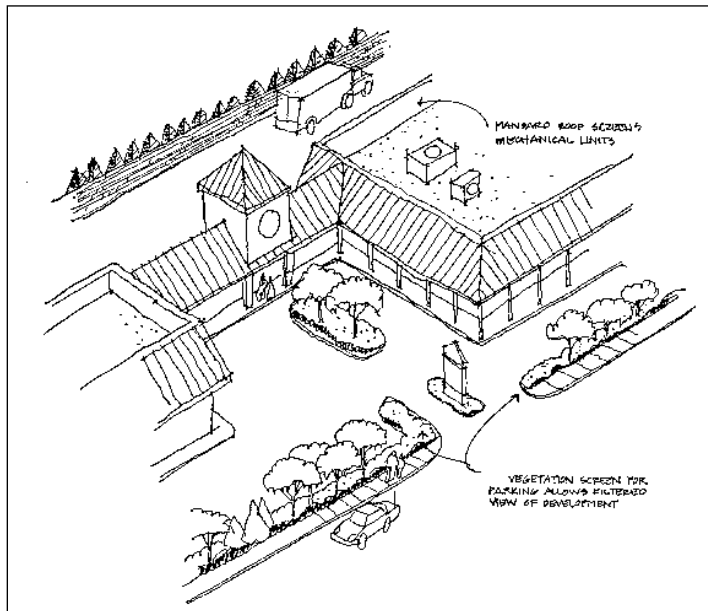 MANSARD ROOF SCREENS
MECHANICAL UNITS
VEGETATION SCREEN FOR
PARKING ALLOWS FILTERED
VIEW OF DEVELOPMENT